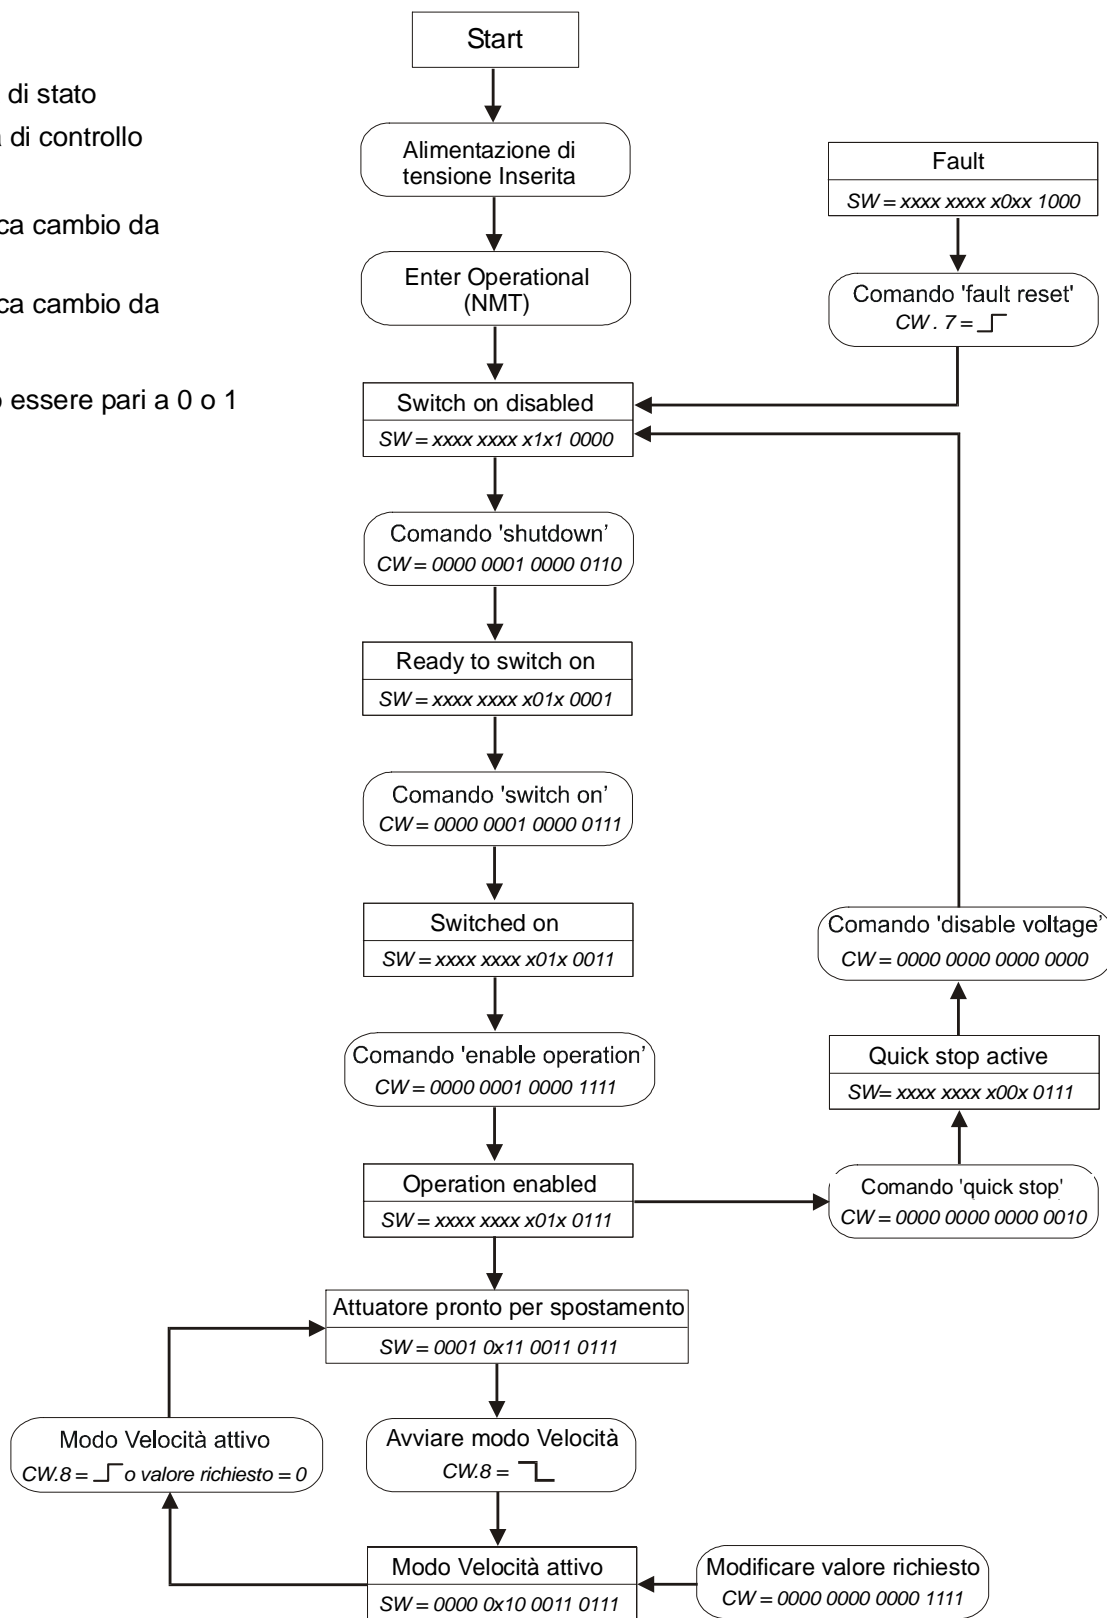 Start
di stato
di controllo
Alimentazione di
tensione Inserita
Fault
SW = xxxx xxxx x0xx 1000
ca cambio da
Enter Operational
(NMT)
Comando 'fault reset'
CW . 7 =
ca cambio da
essere pari a 0 o 1
Switch on disabled
SW = xxxx xxxx x1x1 0000
Comando 'shutdown'
CW = 0000 0001 0000 0110
Ready to switch on
SW = xxxx xxxx x01x 0001
Comando 'switch on'
CW = 0000 0001 0000 0111
Switched on
SW = xxxx xxxx x01x 0011
Comando 'disable voltage'
CW = 0000 0000 0000 0000
Comando 'enable operation'
CW = 0000 0001 0000 1111
Quick stop active
SW= xxxx xxxx x00x 0111
Operation enabled
SW = xxxx xxxx x01x 0111
Comando 'quick stop'
CW = 0000 0000 0000 0010
Attuatore pronto per spostamento
SW = 0001 0x11 0011 0111
Modo Velocità attivo
CW.8 = o valore richiesto = 0
Avviare modo Velocità
CW.8 =
Modo Velocità attivo
SW = 0000 0x10 0011 0111
Modificare valore richiesto
CW = 0000 0000 0000 1111